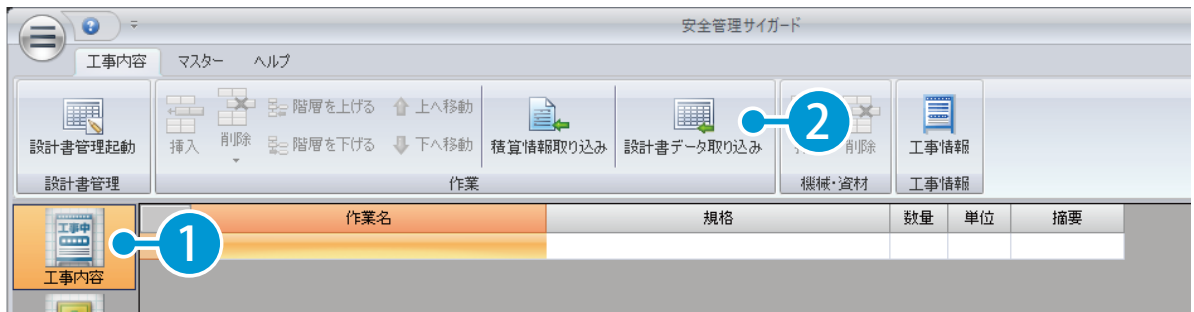 安全管理サイガード
工事内容 マスター ヘルプ
設計書管理起動 挿入 削除 階層を上げる 上へ移動 積算情報取り込み 設計書データ取り込み 2 削除 工事情報
階層を下げる 下へ移動
設計書管理 作業 機械・資材 工事情報
工事中 作業名 規格 数量 単位 摘要
1
工事内容